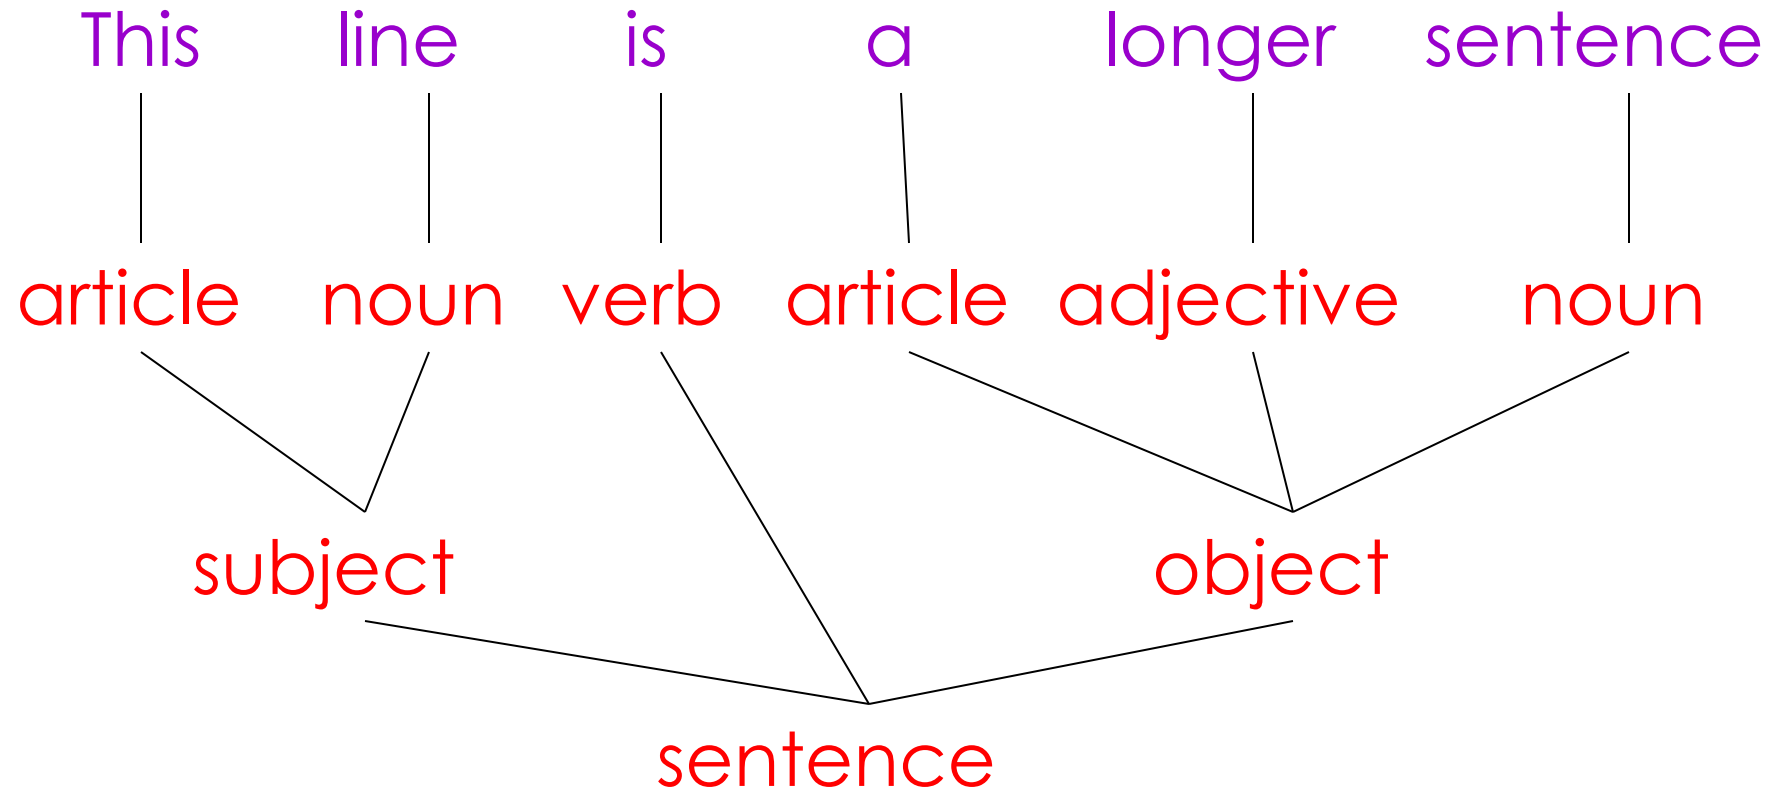 This line is a longer sentence
article noun verb article adjective noun
subject object
sentence